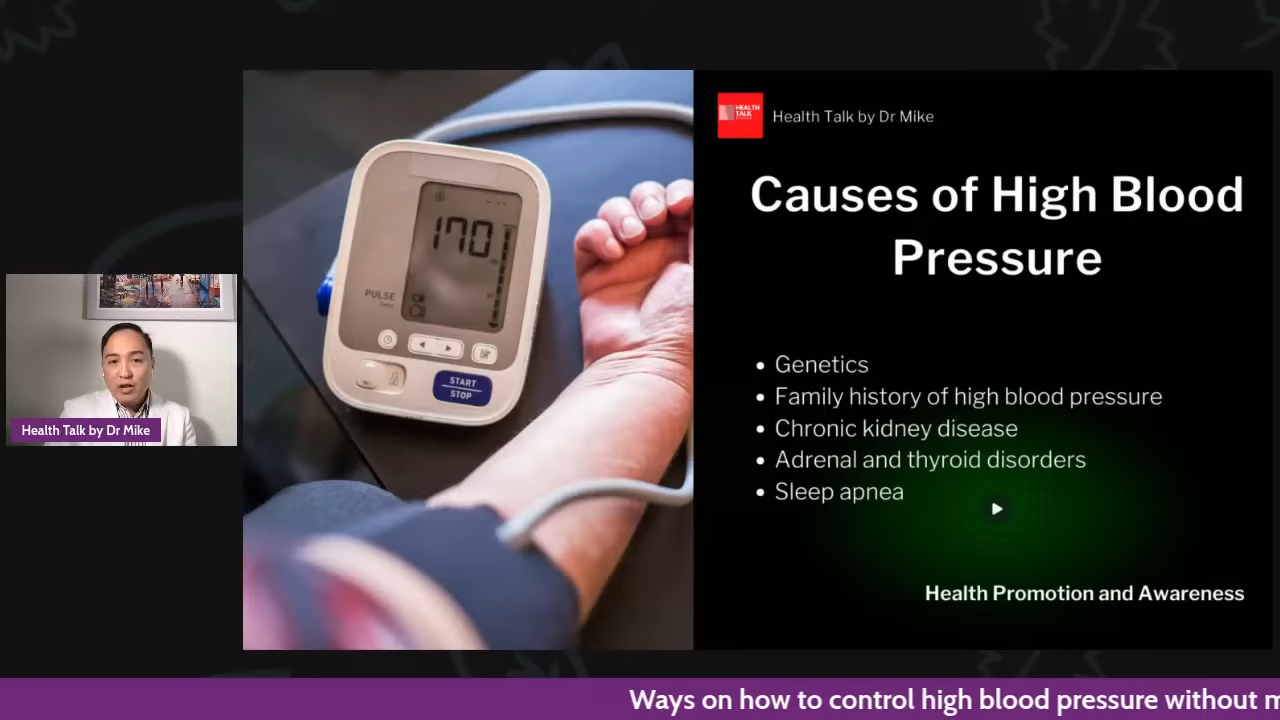 HEALTH
TALK
Health Talk by Dr Mike
Causes of High Blood
Pressure
170
PULSE
START
STOP
• Genetics
• Family history of high blood pressure
• Chronic kidney disease
• Adrenal and thyroid disorders
• Sleep apnea
Health Talk by Dr Mike
Health Promotion and Awareness
Ways on how to control high blood pressure without m